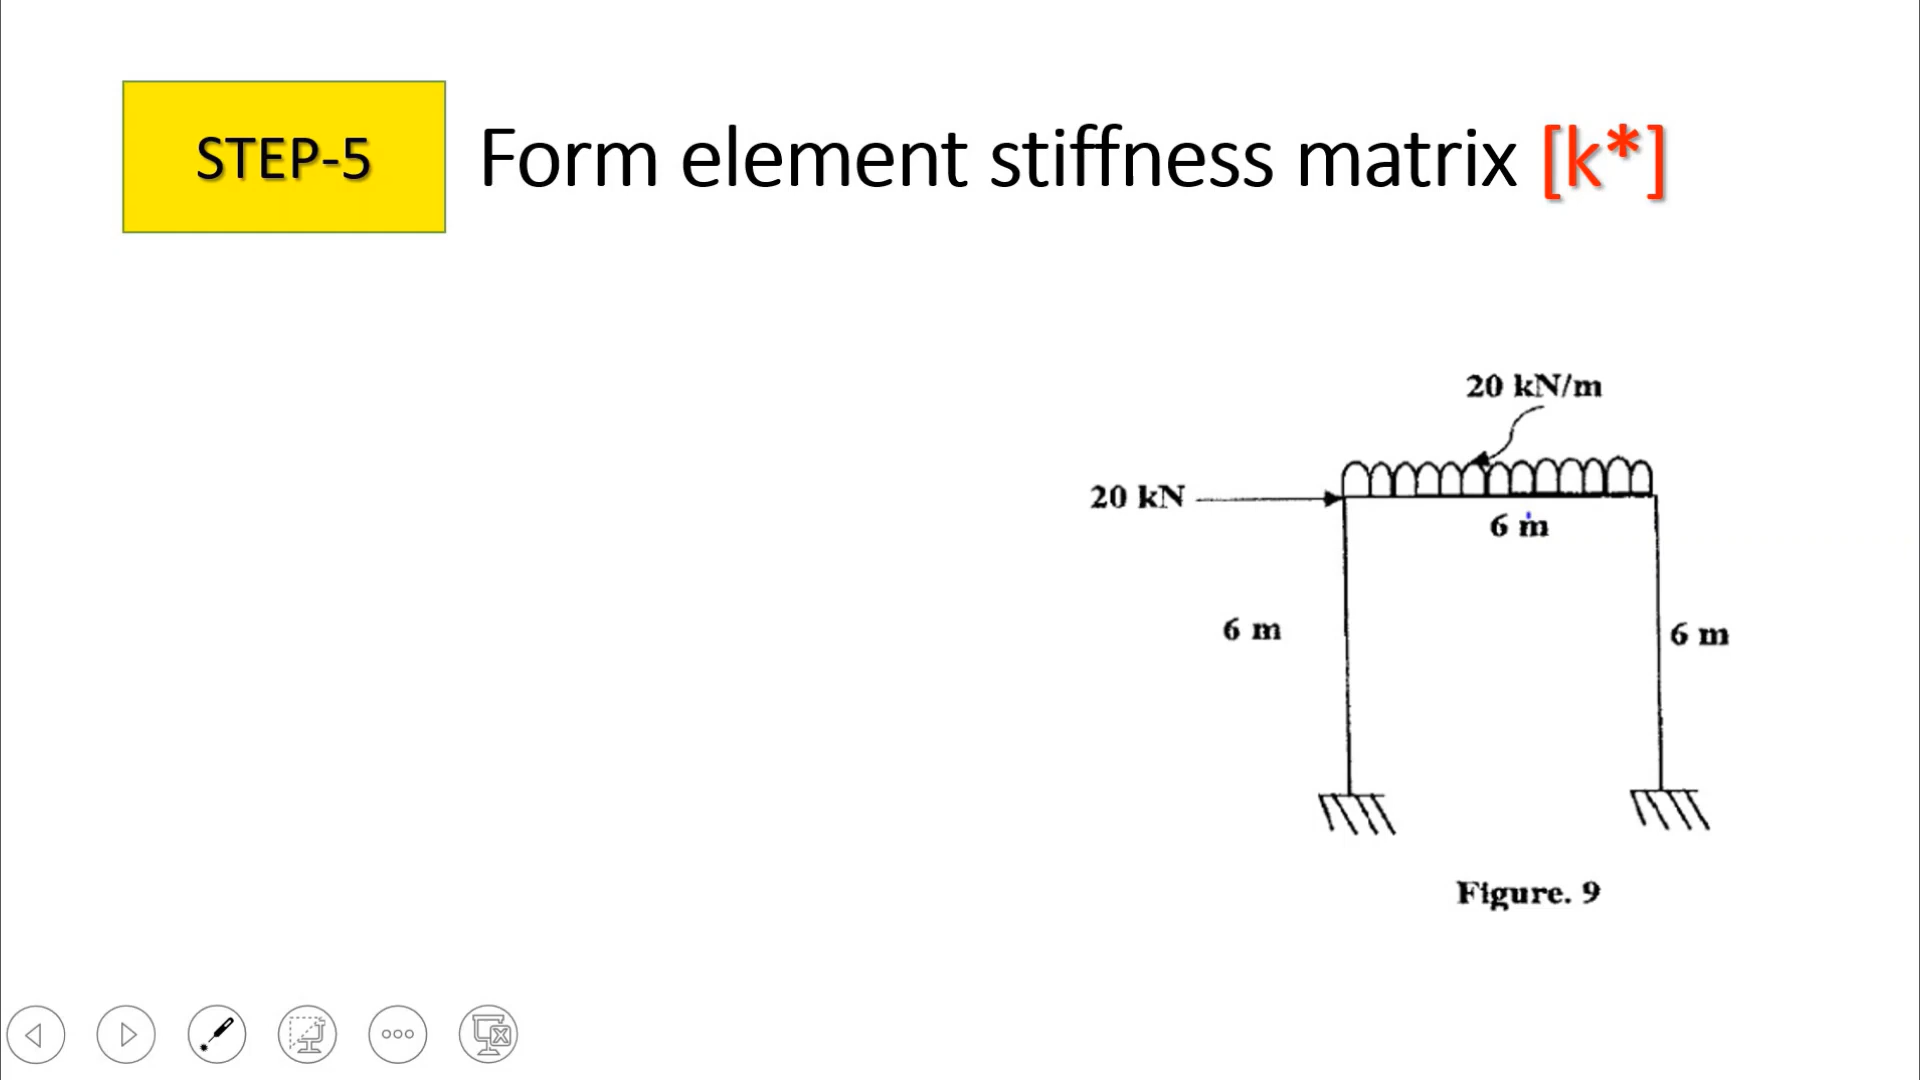 STEP-5 Form element stiffness matrix [k*]
20 kN/m
20 kN
6 m
6 m
6 m
Figure. 9